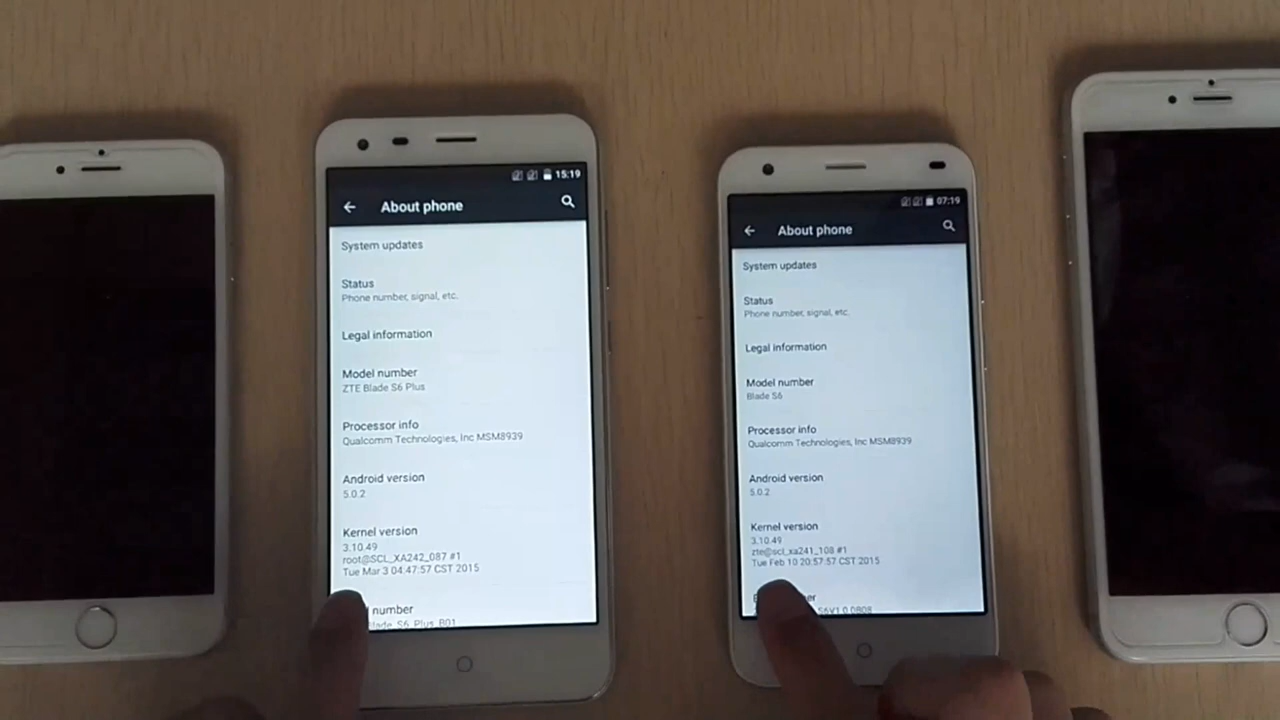 15:19
About phone
System updates
Status
Phone number, signal, etc.
Legal information
Model number
ZTE Blade S6 Plus
Processor info
Qualcomm Technologies, Inc MSM8939
Android version
5.0.2
Kernel version
3.10.49
root@SCL_XA242_087 #1
Tue Mar 3 04:47:57 CST 2015
number
Blade_S6_Plus_B01
07:19
About phone
System updates
Status
Phone number, signal, etc.
Legal information
Model number
Blade S6
Processor info
Qualcomm Technologies, Inc MSM8939
Android version
5.0.2
Kernel version
3.10.49
zte@scl_xa241_108 #1
Tue Feb 10 20:57:57 CST 2015
S6V1.0.0B08